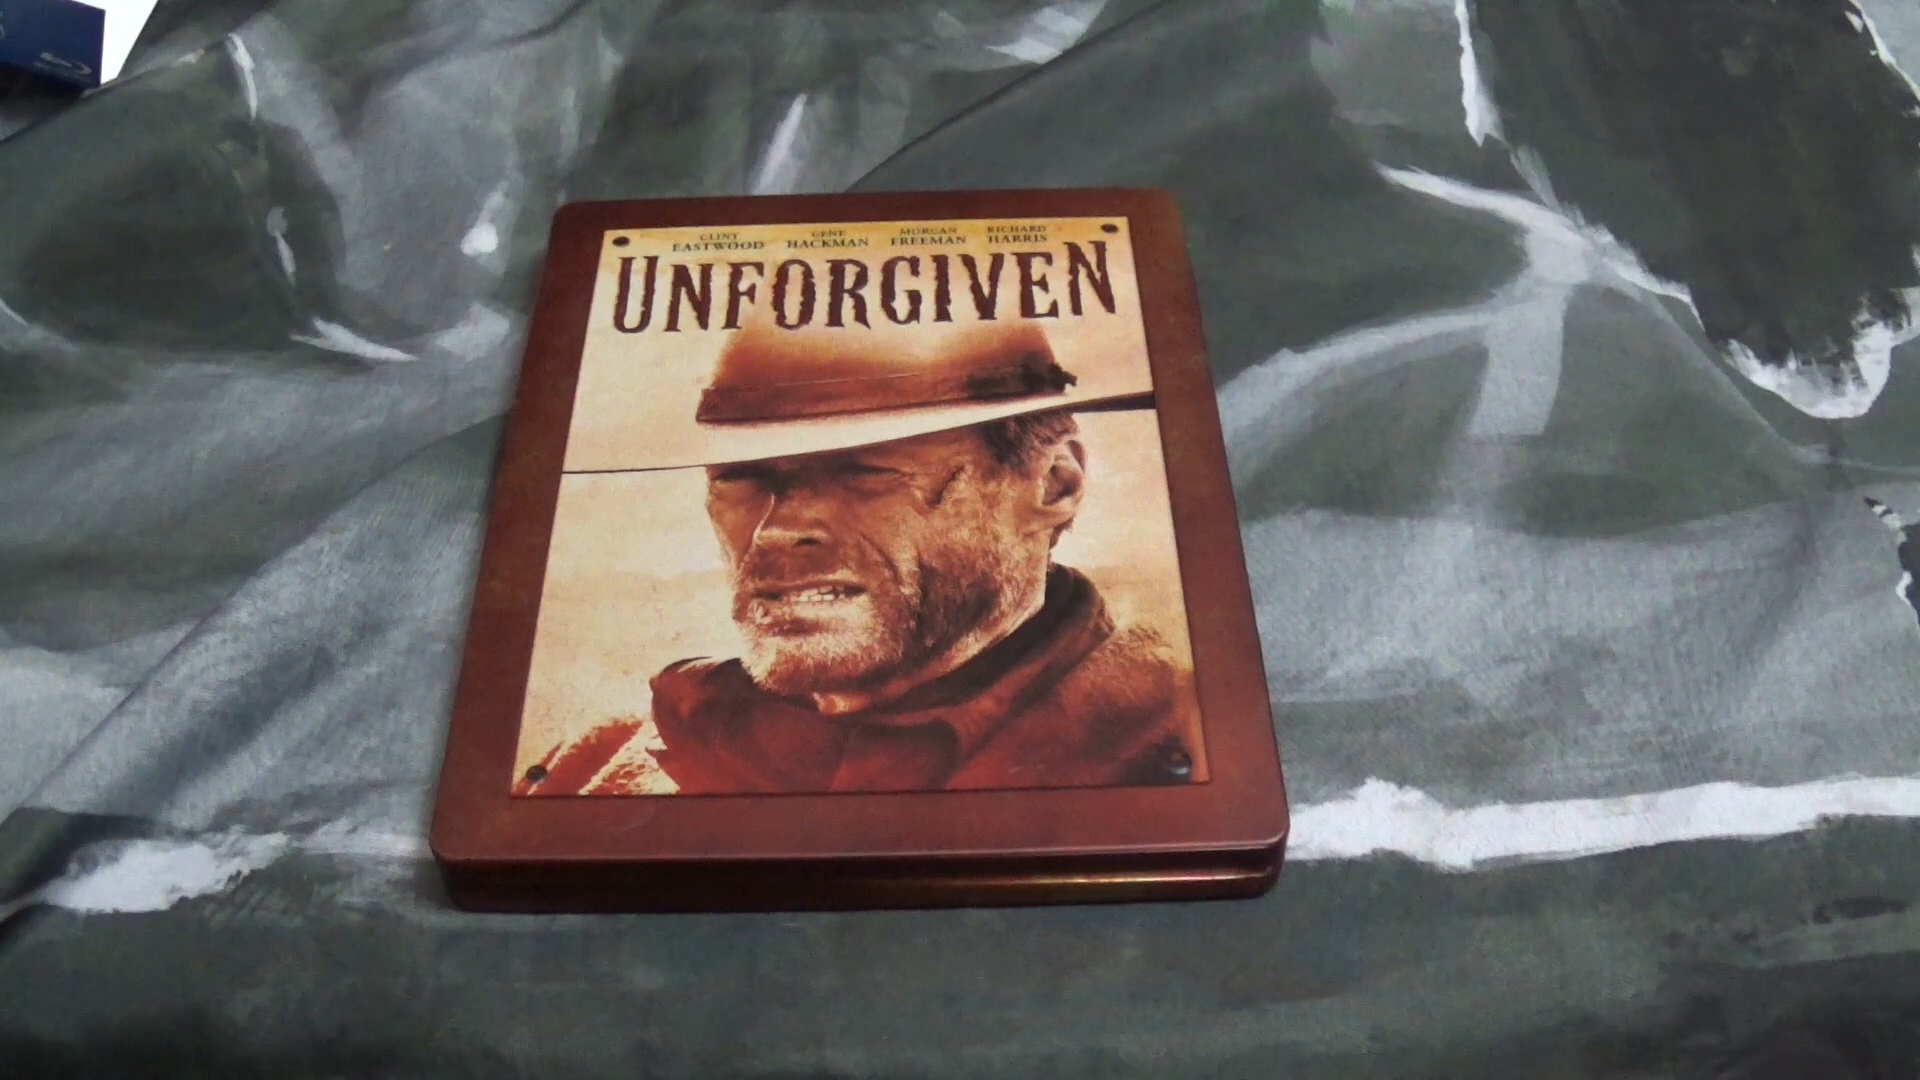 CLINT EASTWOOD
GENE HACKMAN
MORGAN FREEMAN
RICHARD HARRIS
UNFORGIVEN